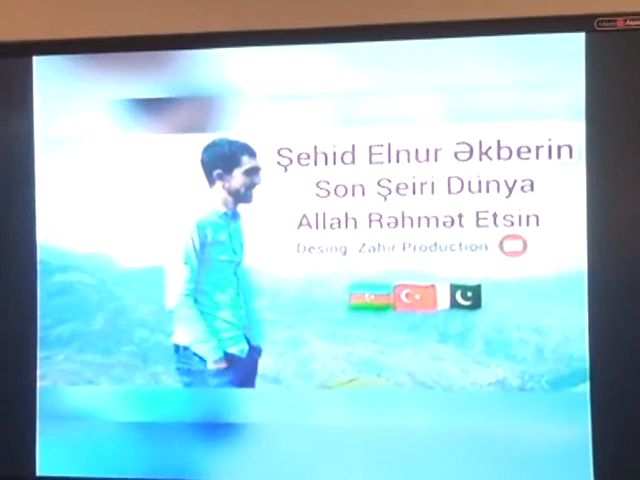 Şehid Elnur Əkberin
Son Şeiri Dünya
Allah Rəhmət Etsin
Desing Zahir Production